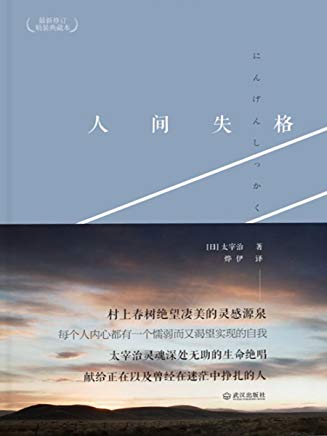 最新修订
精装典藏本
にんげんしっかく
人间失格
[日]太宰治 著
烨伊 译
村上春树绝望凄美的灵感源泉
每个人内心都有一个懦弱而又渴望实现的自我
太宰治灵魂深处无助的生命绝唱
献给正在以及曾经在迷茫中挣扎的人
武汉出版社